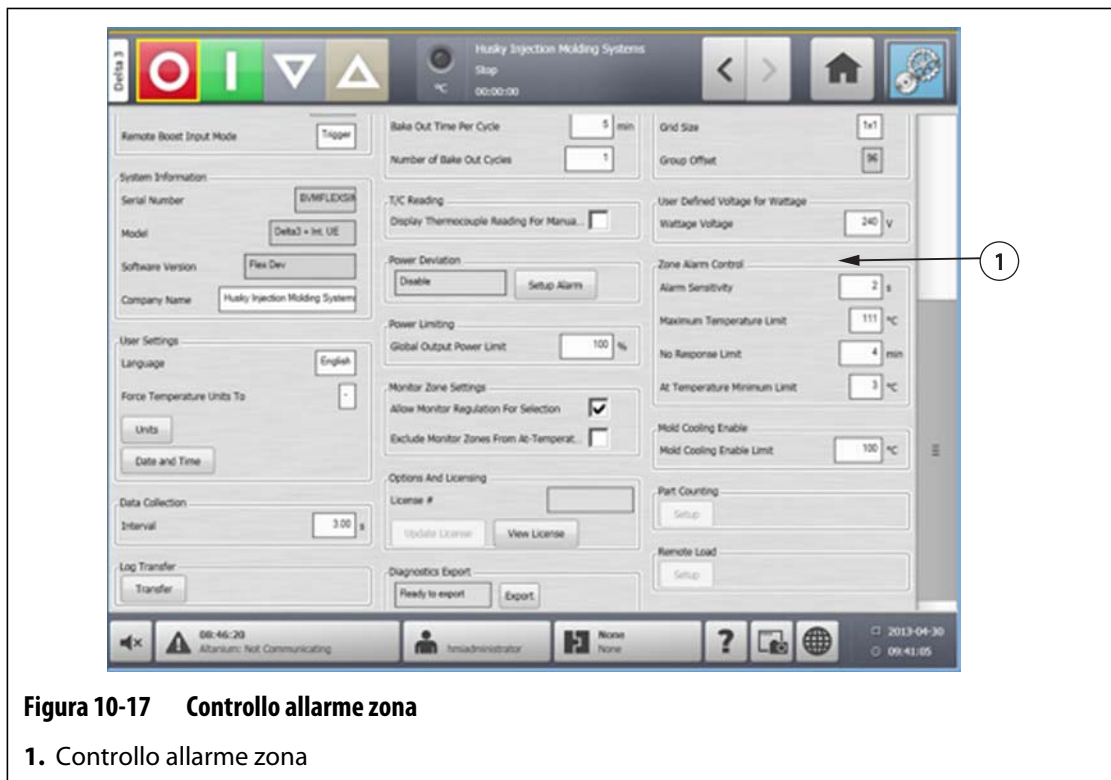 Delta 3
Husky Injection Molding Systems
Stop
°C
00:00:00
Remote Boost Input Mode
Trigger
System Information
Serial Number
BVMFLEXSIM
Model
Delta3 + Int. UE
Software Version
Flex Dev
Company Name
Husky Injection Molding Systems
User Settings
Language
English
Force Temperature Units To
-
Units
Date and Time
Data Collection
Interval
3.00 s
Log Transfer
Transfer
Bake Out Time Per Cycle
5 min
Number of Bake Out Cycles
1
T/C Reading
Display Thermocouple Reading For Manua...
Power Deviation
Disable
Setup Alarm
Power Limiting
Global Output Power Limit
100 %
Monitor Zone Settings
Allow Monitor Regulation For Selection
Exclude Monitor Zones From At-Temperat...
Options And Licensing
License #
Update License
View License
Diagnostics Export
Ready to export
Export
Grid Size
1x1
Group Offset
96
User Defined Voltage for Wattage
Wattage Voltage
240 V
Zone Alarm Control
Alarm Sensitivity
2 s
Maximum Temperature Limit
111 °C
No Response Limit
4 min
At Temperature Minimum Limit
3 °C
Mold Cooling Enable
Mold Cooling Enable Limit
100 °C
Part Counting
Setup
Remote Load
Setup
1
08:46:20
Altanium: Not Communicating
hmiadministrator
None
None
?
2013-04-30
09:41:05
Figura 10-17 Controllo allarme zona
1. Controllo allarme zona